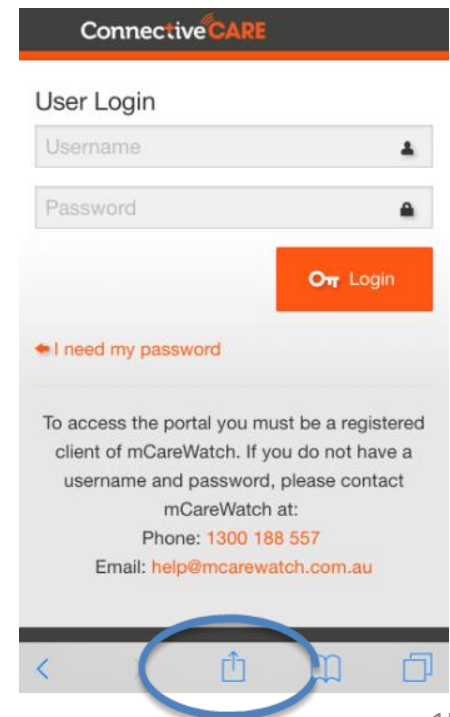 ConnectiveCARE
User Login
Username
Password
Login
I need my password
To access the portal you must be a registered
client of mCareWatch. If you do not have a
username and password, please contact
mCareWatch at:
Phone: 1300 188 557
Email: help@mcarewatch.com.au